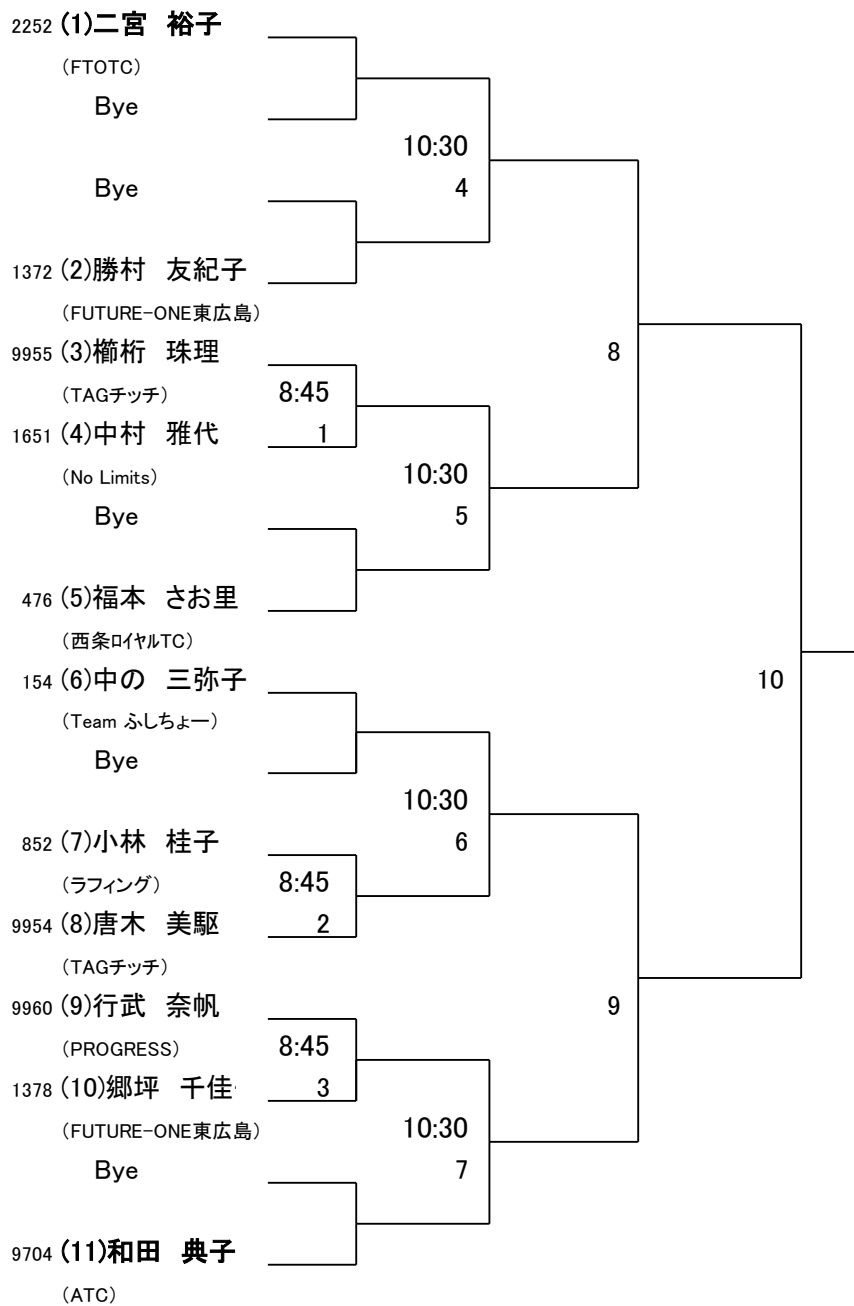 2252 (1)二宮　裕子
(FTOTC)
Bye
10:30
Bye
4
1372 (2)勝村　友紀子
(FUTURE-ONE東広島)
9955 (3)曛桁　珠理
8
(TAGチッチ)
8:45
1651 (4)中村　雅代
1
(No Limits)
10:30
Bye
5
476 (5)福本　さお里
(西条ﾛｲﾔﾙTC)
154 (6)中の　三弥子
10
(Team ふしちょー)
Bye
10:30
852 (7)小林　桂子
6
(ラフィング)
8:45
9954 (8)唐木　美駆
2
(TAGチッチ)
9960 (9)行武　奈帆
9
(PROGRESS)
8:45
1378 (10)郷坪　千佳
3
(FUTURE-ONE東広島)
10:30
Bye
7
9704 (11)和田　典子
(ATC)